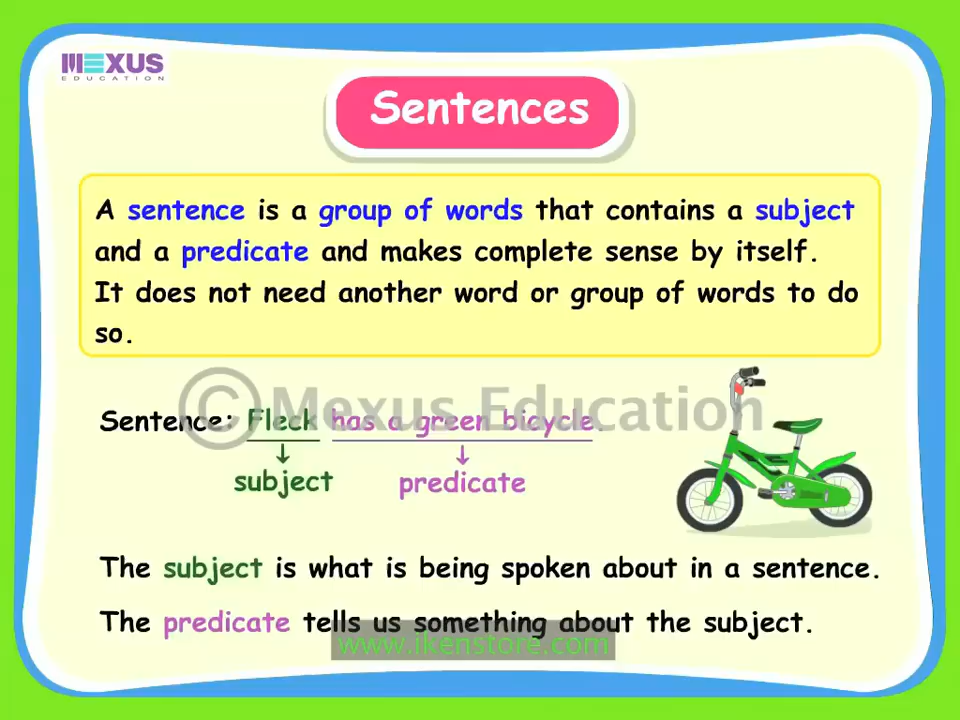 MEXUS
EDUCATION
Sentences
A sentence is a group of words that contains a subject
and a predicate and makes complete sense by itself.
It does not need another word or group of words to do
so.
© Mexus Education
Sentence: Fleck has a green bicycle.
subject predicate
The subject is what is being spoken about in a sentence.
The predicate tells us something about the subject.
www.ikenstore.com